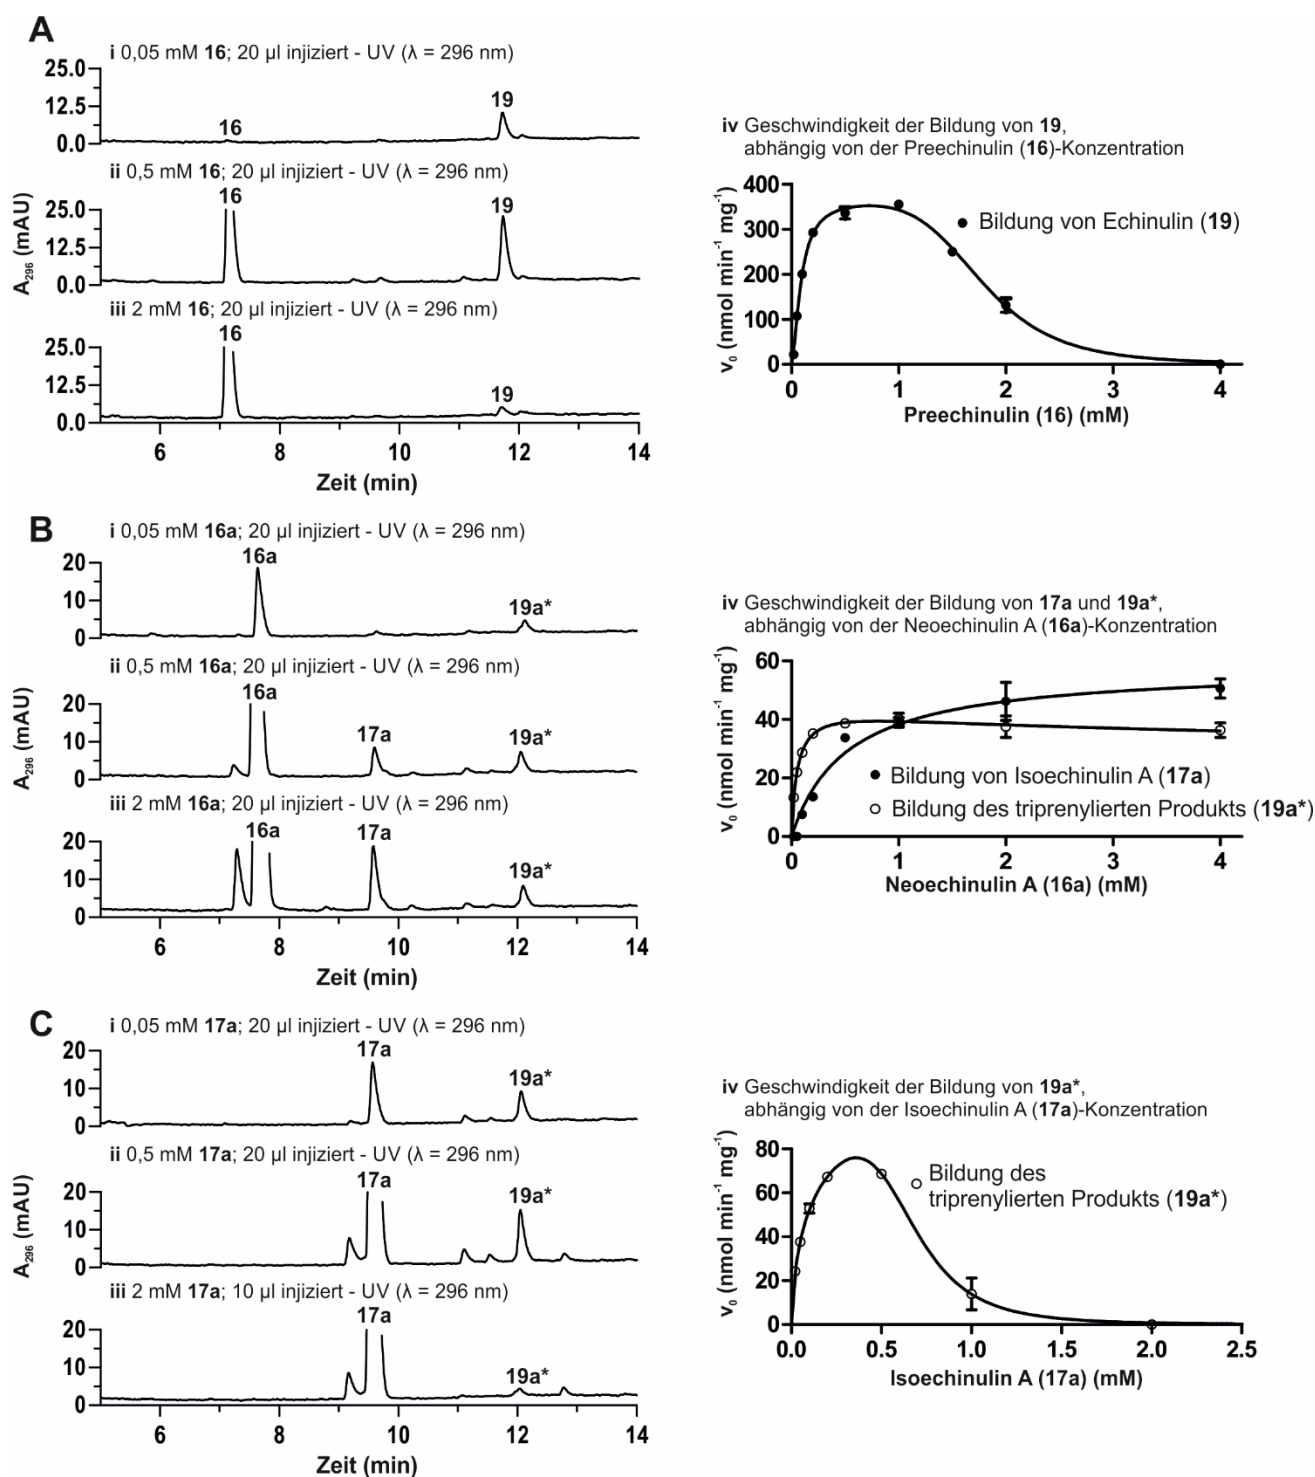 A
i 0,05 mM 16; 20 µl injiziert - UV (λ = 296 nm)
25.0
12.5
0.0
16
19
ii 0,5 mM 16; 20 µl injiziert - UV (λ = 296 nm)
25.0
12.5
0.0
16
19
iii 2 mM 16; 20 µl injiziert - UV (λ = 296 nm)
25.0
12.5
0.0
16
19
A₂₉₆ (mAU)
6 8 10 12 14
Zeit (min)
iv Geschwindigkeit der Bildung von 19,
abhängig von der Preechinulin (16)-Konzentration
400
300
200
100
0
v₀ (nmol min⁻¹ mg⁻¹)
Bildung von Echinulin (19)
0 1 2 3 4
Preechinulin (16) (mM)
B
i 0,05 mM 16a; 20 µl injiziert - UV (λ = 296 nm)
20
10
0
16a
19a*
ii 0,5 mM 16a; 20 µl injiziert - UV (λ = 296 nm)
20
10
0
16a
17a
19a*
iii 2 mM 16a; 20 µl injiziert - UV (λ = 296 nm)
20
10
0
16a
17a
19a*
A₂₉₆ (mAU)
6 8 10 12 14
Zeit (min)
iv Geschwindigkeit der Bildung von 17a und 19a*,
abhängig von der Neoechinulin A (16a)-Konzentration
60
40
20
0
v₀ (nmol min⁻¹ mg⁻¹)
Bildung von Isoechinulin A (17a)
Bildung des triprenylierten Produkts (19a*)
0 1 2 3 4
Neoechinulin A (16a) (mM)
C
i 0,05 mM 17a; 20 µl injiziert - UV (λ = 296 nm)
20
10
0
17a
19a*
ii 0,5 mM 17a; 20 µl injiziert - UV (λ = 296 nm)
20
10
0
17a
19a*
iii 2 mM 17a; 10 µl injiziert - UV (λ = 296 nm)
20
10
0
17a
19a*
A₂₉₆ (mAU)
6 8 10 12 14
Zeit (min)
iv Geschwindigkeit der Bildung von 19a*,
abhängig von der Isoechinulin A (17a)-Konzentration
80
60
40
20
0
v₀ (nmol min⁻¹ mg⁻¹)
Bildung des
triprenylierten Produkts (19a*)
0.0 0.5 1.0 1.5 2.0 2.5
Isoechinulin A (17a) (mM)